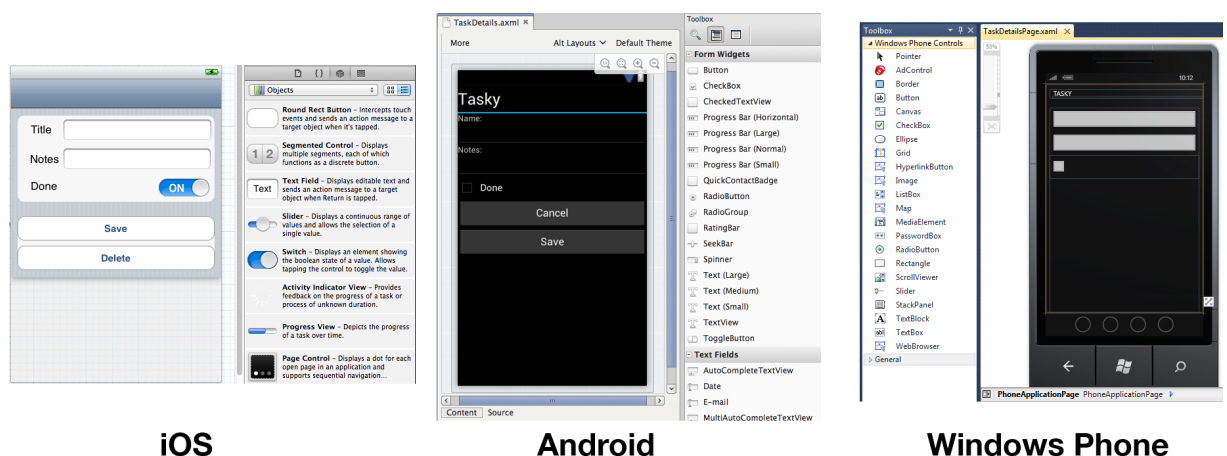 Title
Notes
Done
ON
Save
Delete
Objects
Round Rect Button – Intercepts touch
events and sends an action message to a
target object when it's tapped.
1 2
Segmented Control – Displays
multiple segments, each of which
functions as a discrete button.
Text
Text Field – Displays editable text and
sends an action message to a target
object when Return is tapped.
Slider – Displays a continuous range of
values and allows the selection of a
single value.
Switch – Displays an element showing
the boolean state of a value. Allows
tapping the control to toggle the value.
Activity Indicator View – Provides
feedback on the progress of a task or
process of unknown duration.
Progress View – Depicts the progress
of a task over time.
Page Control – Displays a dot for each
open page in an application and
supports sequential navigation...
iOS
TaskDetails.axml ×
More
Alt Layouts
Default Theme
Tasky
Name:
Notes:
Done
Cancel
Save
Content
Source
Toolbox
Form Widgets
Button
CheckBox
CheckedTextView
Progress Bar (Horizontal)
Progress Bar (Large)
Progress Bar (Normal)
Progress Bar (Small)
QuickContactBadge
RadioButton
RadioGroup
RatingBar
SeekBar
Spinner
Text (Large)
Text (Medium)
Text (Small)
TextView
ToggleButton
Text Fields
AutoCompleteTextView
Date
E-mail
MultiAutoCompleteTextView
Android
Toolbox
Windows Phone Controls
Pointer
AdControl
Border
Button
Canvas
CheckBox
Ellipse
Grid
HyperlinkButton
Image
ListBox
Map
MediaElement
PasswordBox
RadioButton
Rectangle
ScrollViewer
Slider
StackPanel
TextBlock
TextBox
WebBrowser
General
TaskDetailsPage.xaml ×
50%
10:12
TASKY
PhoneApplicationPage PhoneApplicationPage
Windows Phone